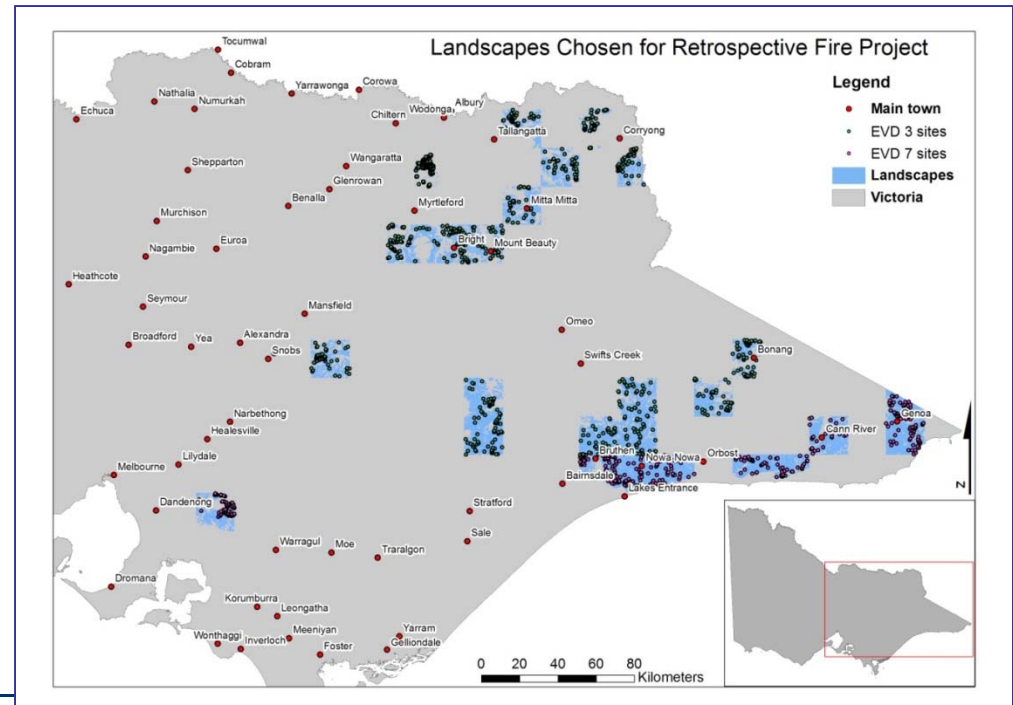 Landscapes Chosen for Retrospective Fire Project
Legend
Main town
EVD 3 sites
EVD 7 sites
Landscapes
Victoria
Tocumwal
Cobram
Yarrawonga
Corowa
Nathalia
Numurkah
Echuca
Chiltern
Wodonga
Albury
Tallangatta
Corryong
Shepparton
Wangaratta
Glenrowan
Benalla
Myrtleford
Mitta Mitta
Murchison
Euroa
Nagambie
Bright
Mount Beauty
Heathcote
Seymour
Mansfield
Broadford
Yea
Alexandra
Snobs
Omeo
Swifts Creek
Bonang
Narbethong
Healesville
Lilydale
Melbourne
Genoa
Cann River
Bruthen
Nowa Nowa
Orbost
Bairnsdale
Lakes Entrance
Dandenong
Stratford
Sale
Warragul
Moe
Traralgon
Dromana
Korumburra
Leongatha
Meeniyan
Wonthaggi
Inverloch
Foster
Yarram
Gelliondale
N
0 20 40 60 80
Kilometers